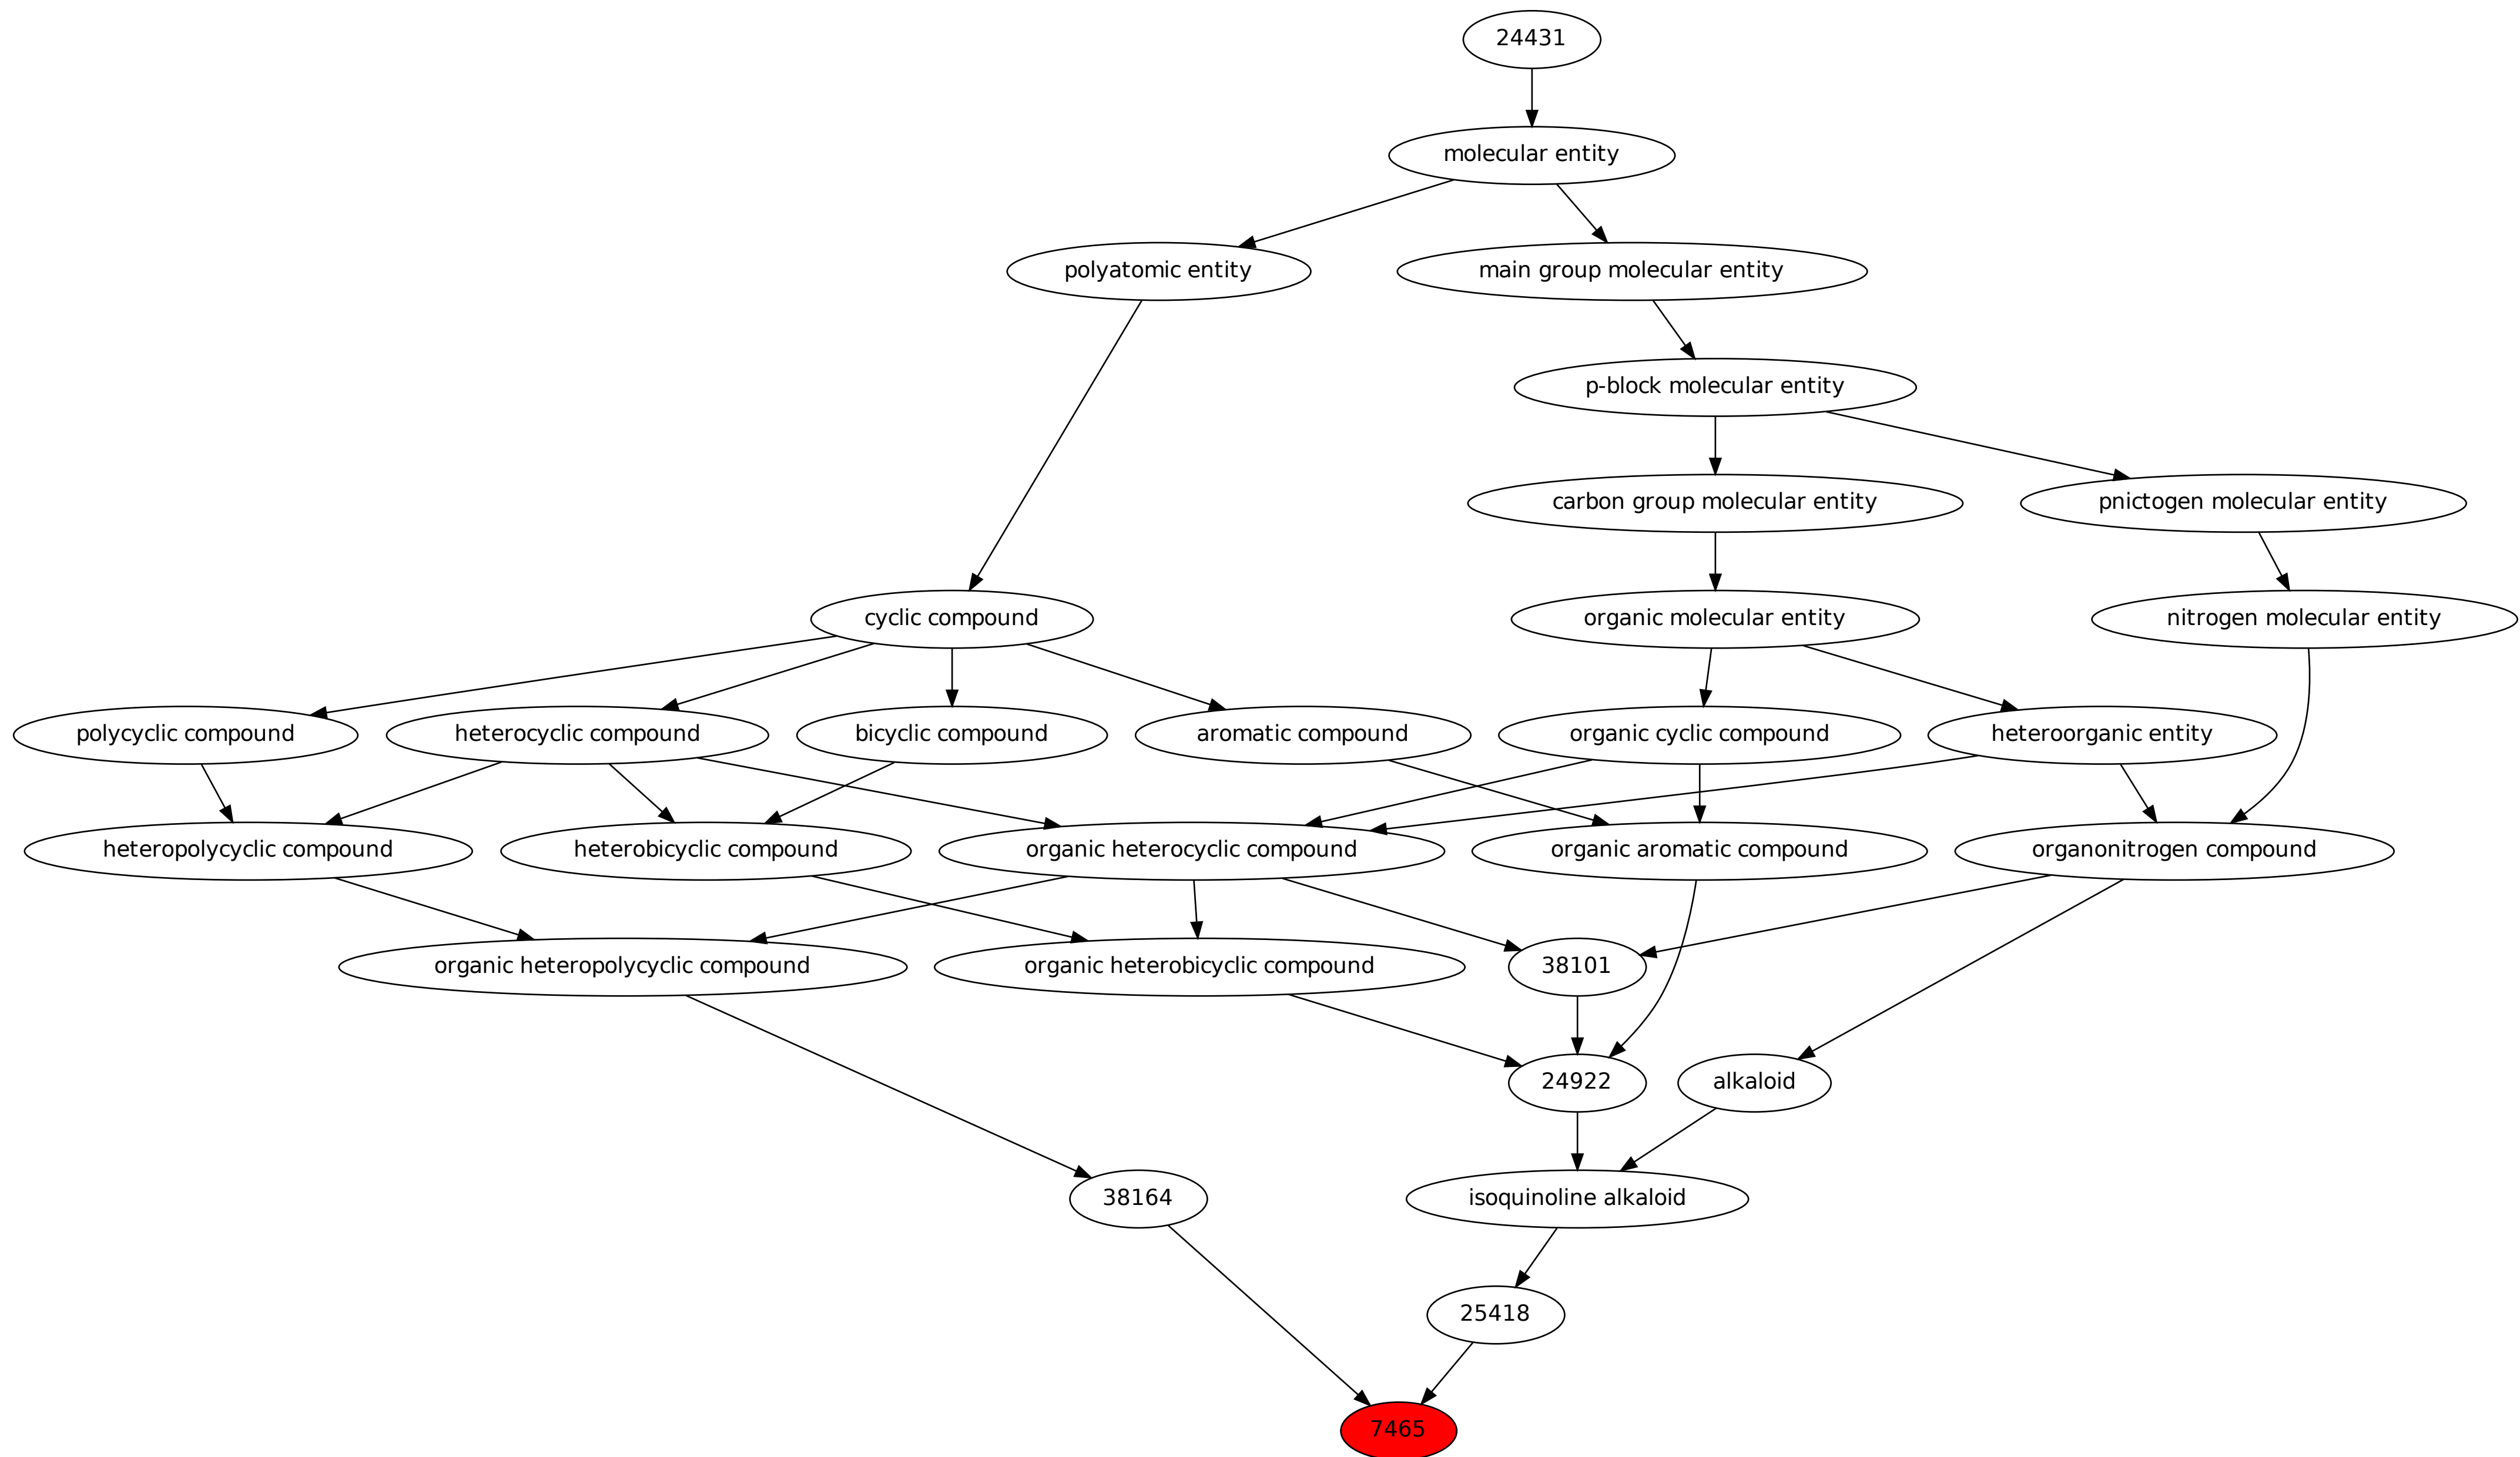 24431
molecular entity
polyatomic entity
main group molecular entity
p-block molecular entity
carbon group molecular entity
pnictogen molecular entity
cyclic compound
organic molecular entity
nitrogen molecular entity
polycyclic compound
heterocyclic compound
bicyclic compound
aromatic compound
organic cyclic compound
heteroorganic entity
heteropolycyclic compound
heterobicyclic compound
organic heterocyclic compound
organic aromatic compound
organonitrogen compound
organic heteropolycyclic compound
organic heterobicyclic compound
38101
24922
alkaloid
38164
isoquinoline alkaloid
25418
7465